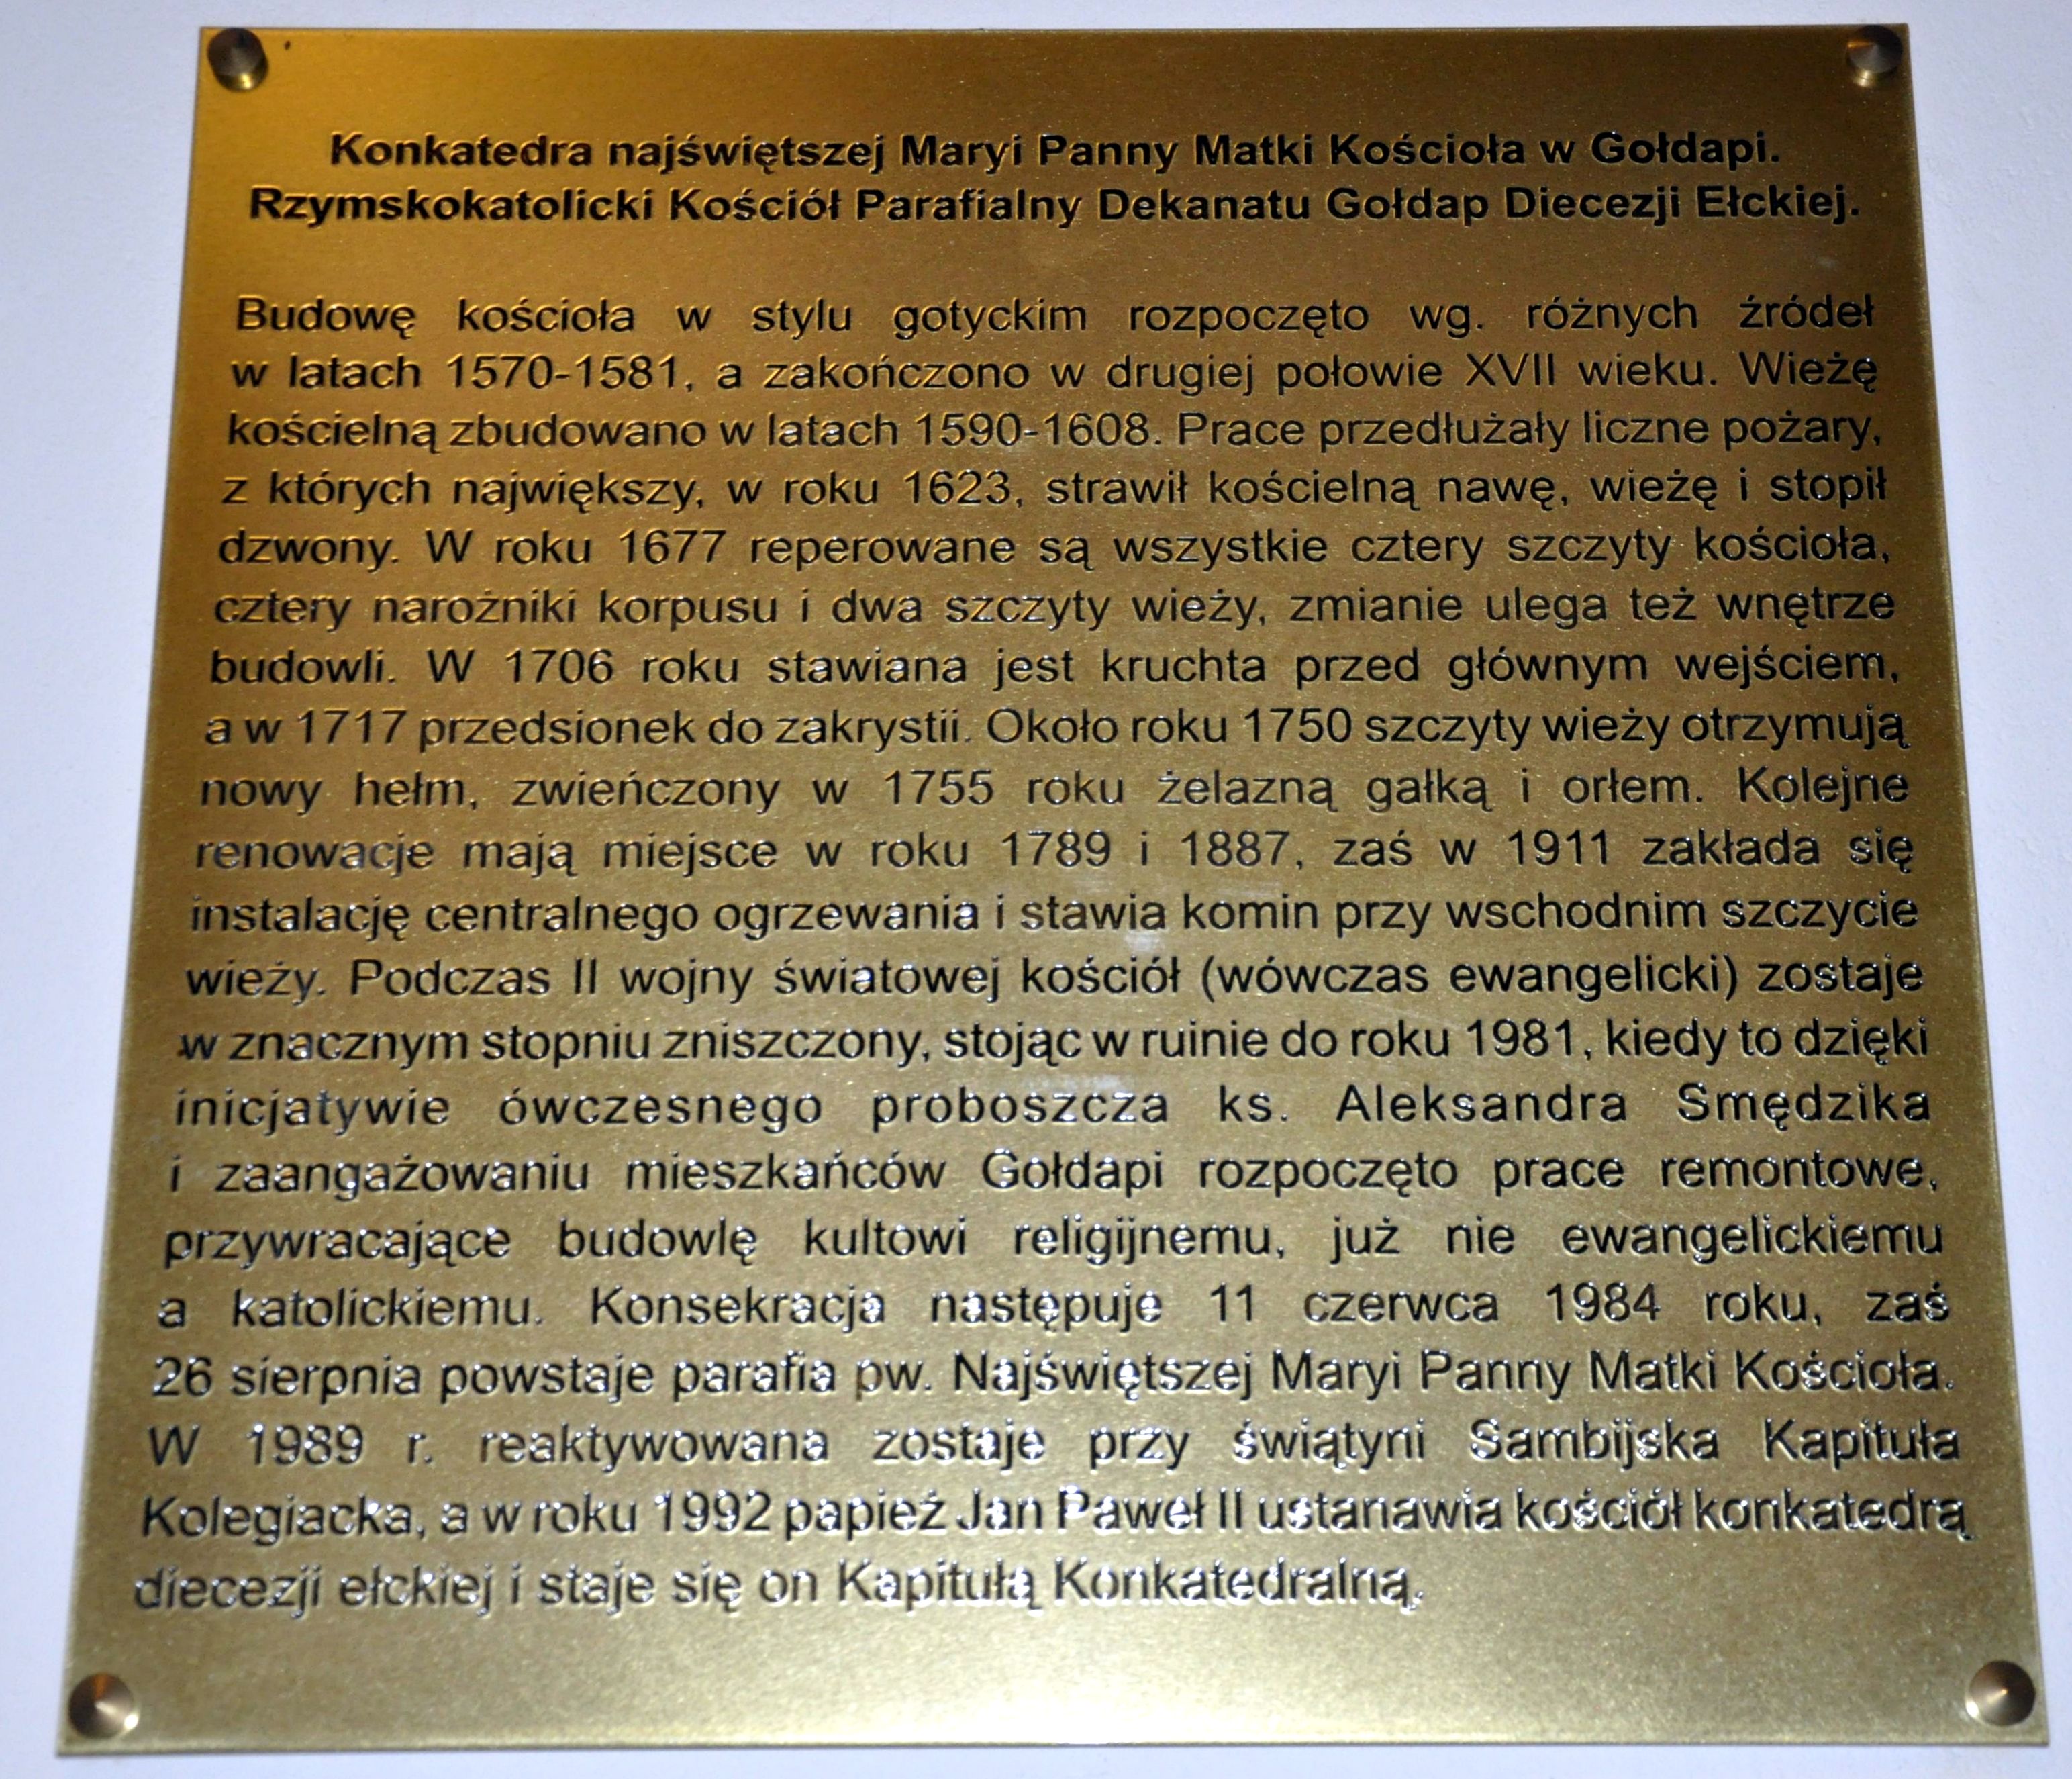 Konkatedra najświętszej Maryi Panny Matki Kościoła w Gołdapi.
Rzymskokatolicki Kościół Parafialny Dekanatu Gołdap Diecezji Ełckiej.
Budowę kościoła w stylu gotyckim rozpoczęto wg. różnych źródeł
w latach 1570-1581, a zakończono w drugiej połowie XVII wieku. Wieżę
kościelną zbudowano w latach 1590-1608. Prace przedłużały liczne pożary,
z których największy, w roku 1623, strawił kościelną nawę, wieżę i stopił
dzwony. W roku 1677 reperowane są wszystkie cztery szczyty kościoła,
cztery narożniki korpusu i dwa szczyty wieży, zmianie ulega też wnętrze
budowli. W 1706 roku stawiana jest kruchta przed głównym wejściem,
a w 1717 przedsionek do zakrystii. Około roku 1750 szczyty wieży otrzymują
nowy hełm, zwieńczony w 1755 roku żelazną gałką i orłem. Kolejne
renowacje mają miejsce w roku 1789 i 1887, zaś w 1911 zakłada się
instalację centralnego ogrzewania i stawia komin przy wschodnim szczycie
wieży. Podczas II wojny światowej kościół (wówczas ewangelicki) zostaje
w znacznym stopniu zniszczony, stojąc w ruinie do roku 1981, kiedy to dzięki
inicjatywie ówczesnego proboszcza ks. Aleksandra Smędzika
i zaangażowaniu mieszkańców Gołdapi rozpoczęto prace remontowe,
przywracające budowlę kultowi religijnemu, już nie ewangelickiemu
a katolickiemu. Konsekracja następuje 11 czerwca 1984 roku, zaś
26 sierpnia powstaje parafia pw. Najświętszej Maryi Panny Matki Kościoła.
W 1989 r. reaktywowana zostaje przy świątyni Sambijska Kapituła
Kolegiacka, a w roku 1992 papież Jan Paweł II ustanawia kościół konkatedrą
diecezji ełckiej i staje się on Kapitułą Konkatedralną.